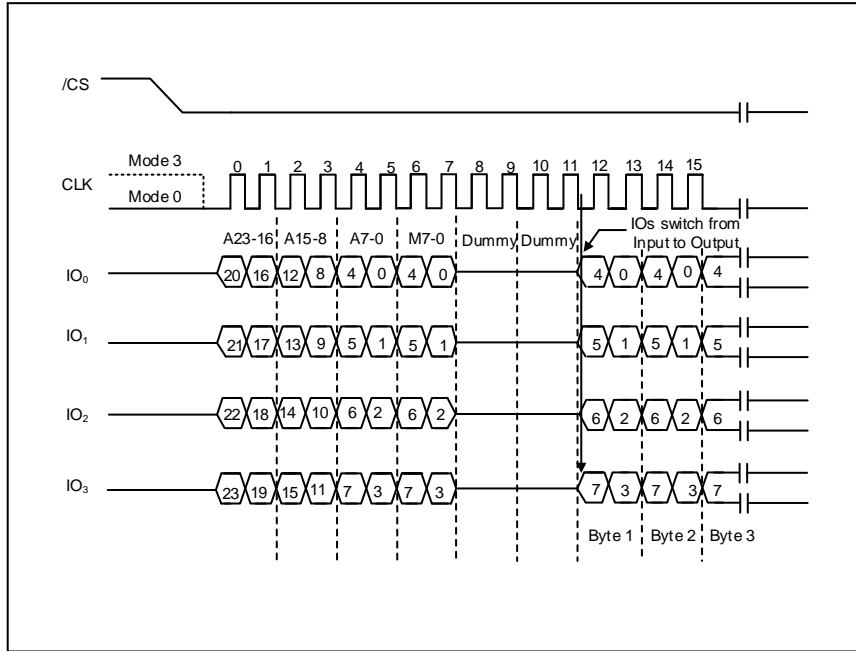 /CS
Mode 3
0 1 2 3 4 5 6 7 8 9 10 11 12 13 14 15
CLK
Mode 0
IOs switch from
A23-16 A15-8 A7-0 M7-0 Dummy Dummy Input to Output
IO₀ 20 16 12 8 4 0 4 0 4 0 4 0 4
IO₁ 21 17 13 9 5 1 5 1 5 1 5 1 5
IO₂ 22 18 14 10 6 2 6 2 6 2 6 2 6
IO₃ 23 19 15 11 7 3 7 3 7 3 7 3 7
Byte 1 Byte 2 Byte 3